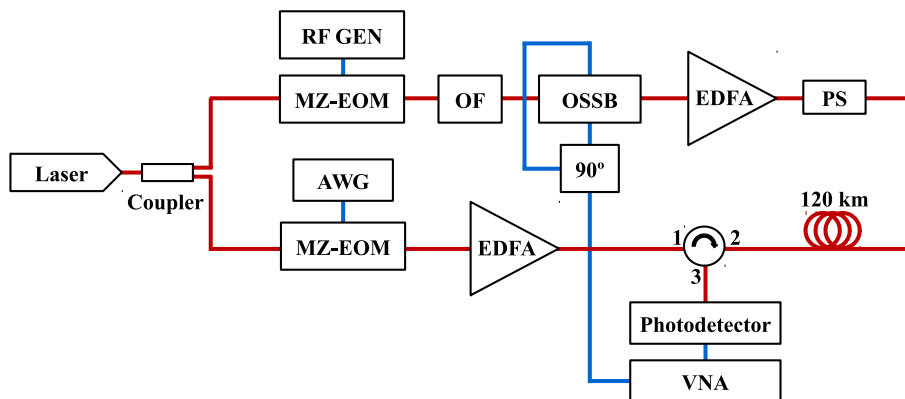 RF GEN
MZ-EOM
OF
OSSB
EDFA
PS
Laser
Coupler
AWG
90º
120 km
MZ-EOM
EDFA
1
2
3
Photodetector
VNA